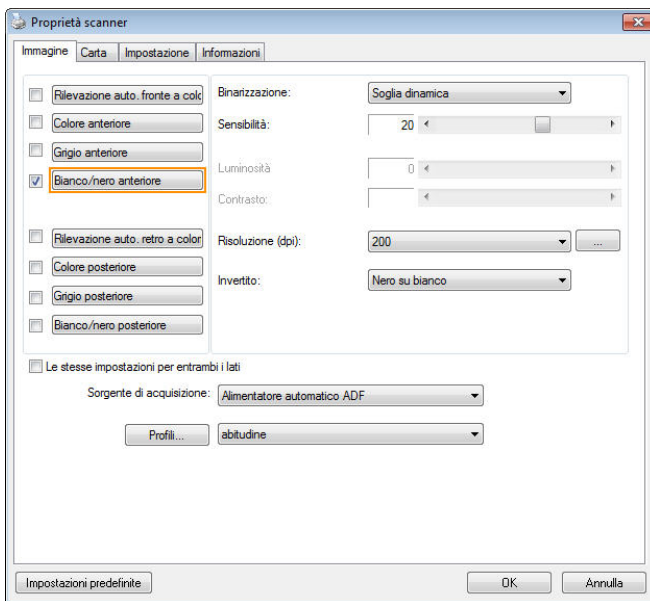 Proprietà scanner
Immagine Carta Impostazione Informazioni
Rilevazione auto. fronte a colo
Colore anteriore
Grigio anteriore
Bianco/nero anteriore
Rilevazione auto. retro a color
Colore posteriore
Grigio posteriore
Bianco/nero posteriore
Binarizzazione: Soglia dinamica
Sensibilità: 20
Luminosità 0
Contrasto:
Risoluzione (dpi): 200 ...
Invertito: Nero su bianco
Le stesse impostazioni per entrambi i lati
Sorgente di acquisizione: Alimentatore automatico ADF
Profili... abitudine
Impostazioni predefinite OK Annulla